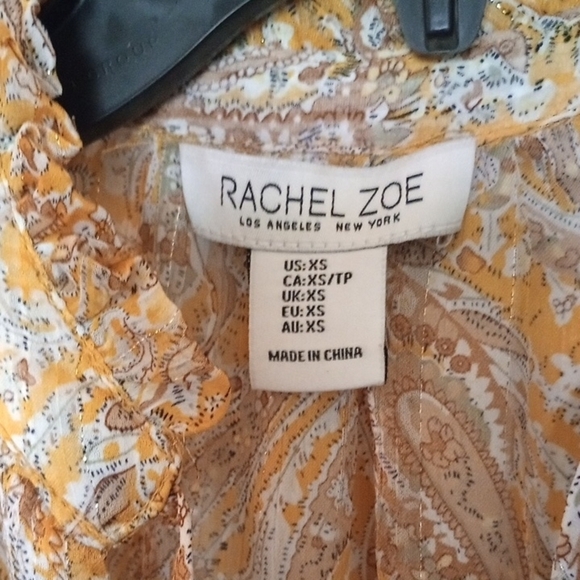 RACHEL ZOE
LOS ANGELES NEW YORK
US: XS
CA: XS/TP
UK: XS
EU: XS
AU: XS
MADE IN CHINA